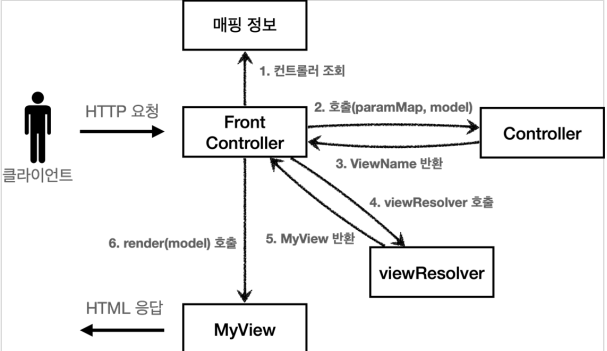 매핑 정보
1. 컨트롤러 조회
HTTP 요청
Front
Controller
2. 호출(paramMap, model)
Controller
3. ViewName 반환
클라이언트
4. viewResolver 호출
5. MyView 반환
6. render(model) 호출
viewResolver
HTML 응답
MyView